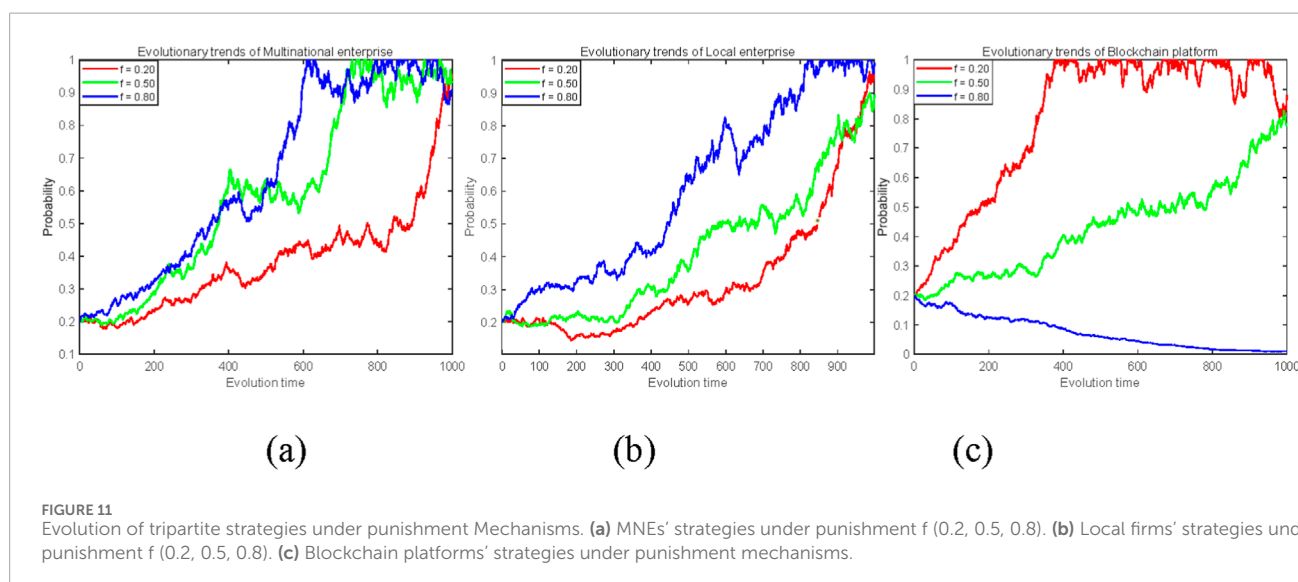 Evolutionary trends of Multinational enterprise
1
0.9
0.8
0.7
0.6
0.5
0.4
0.3
0.2
0.1
Probability
f = 0.20
f = 0.50
f = 0.80
0 200 400 600 800 1000
Evolution time
(a)
Evolutionary trends of Local enterprise
1
0.9
0.8
0.7
0.6
0.5
0.4
0.3
0.2
0.1
Probability
f = 0.20
f = 0.50
f = 0.80
0 100 200 300 400 500 600 700 800 900
Evolution time
(b)
Evolutionary trends of Blockchain platform
1
0.9
0.8
0.7
0.6
0.5
0.4
0.3
0.2
0.1
0
Probability
f = 0.20
f = 0.50
f = 0.80
0 200 400 600 800 1000
Evolution time
(c)
FIGURE 11
Evolution of tripartite strategies under punishment Mechanisms. (a) MNEs’ strategies under punishment f (0.2, 0.5, 0.8). (b) Local firms’ strategies
punishment f (0.2, 0.5, 0.8). (c) Blockchain platforms’ strategies under punishment mechanisms.